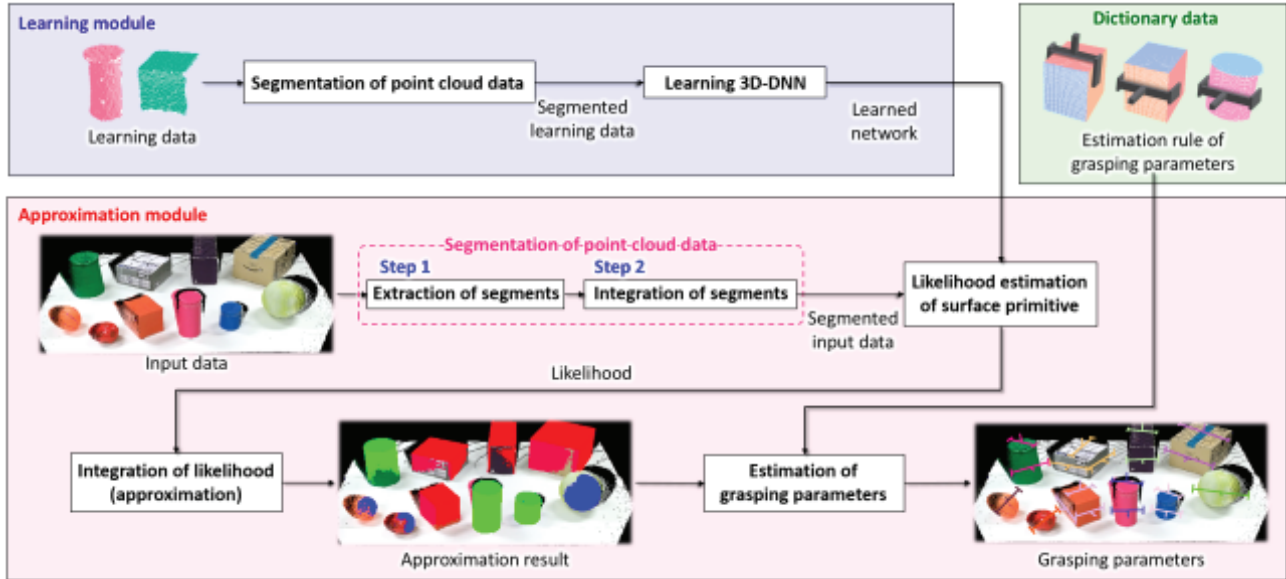 Learning module
Segmentation of point cloud data
Learning 3D-DNN
Segmented
learning data
Learned
network
Learning data
Dictionary data
Estimation rule of
grasping parameters
Approximation module
Segmentation of point cloud data
Step 1
Step 2
Extraction of segments
Integration of segments
Likelihood estimation
of surface primitive
Segmented
input data
Input data
Likelihood
Integration of likelihood
(approximation)
Estimation of
grasping parameters
Approximation result
Grasping parameters